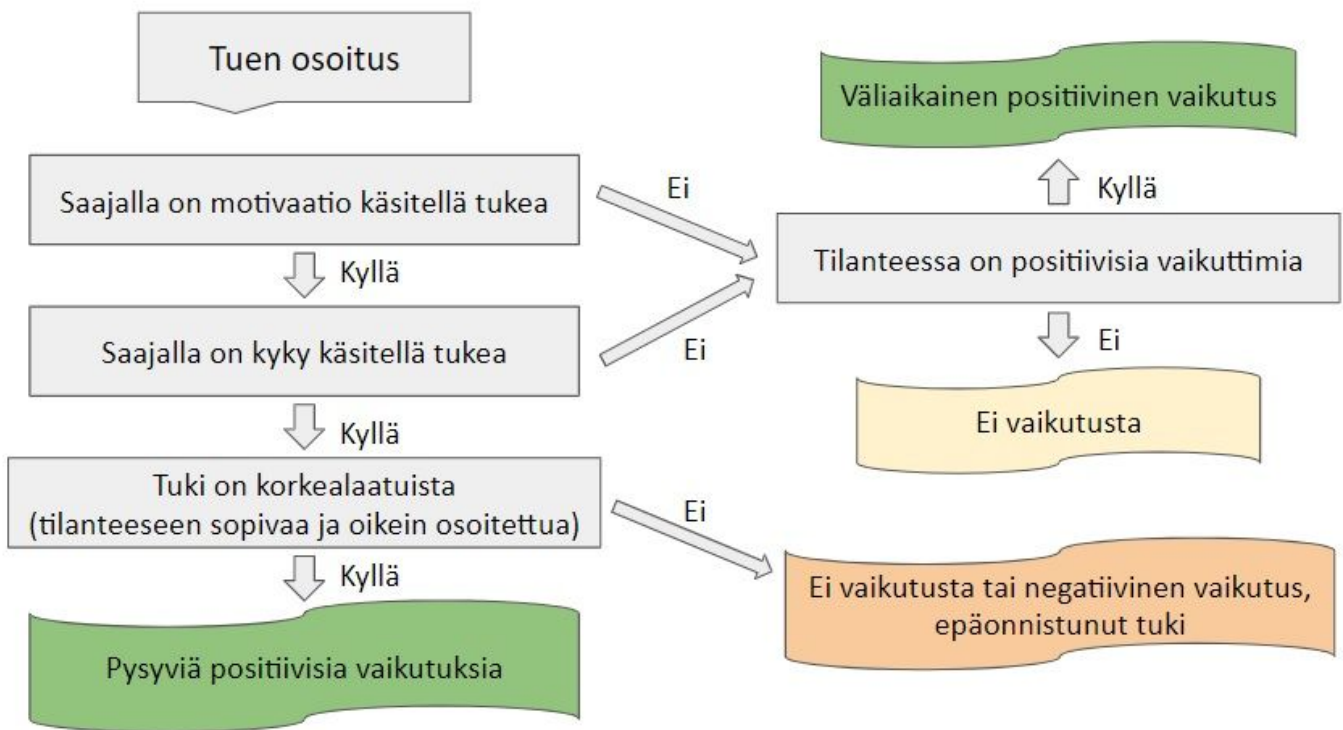 Tuen osoitus
Saajalla on motivaatio käsitellä tukea
Kyllä
Saajalla on kyky käsitellä tukea
Kyllä
Tuki on korkealaatuista
(tilanteeseen sopivaa ja oikein osoitettua)
Kyllä
Pysyviä positiivisia vaikutuksia
Ei
Ei
Ei
Väliaikainen positiivinen vaikutus
Kyllä
Tilanteessa on positiivisia vaikuttimia
Ei
Ei vaikutusta
Ei vaikutusta tai negatiivinen vaikutus,
epäonnistunut tuki